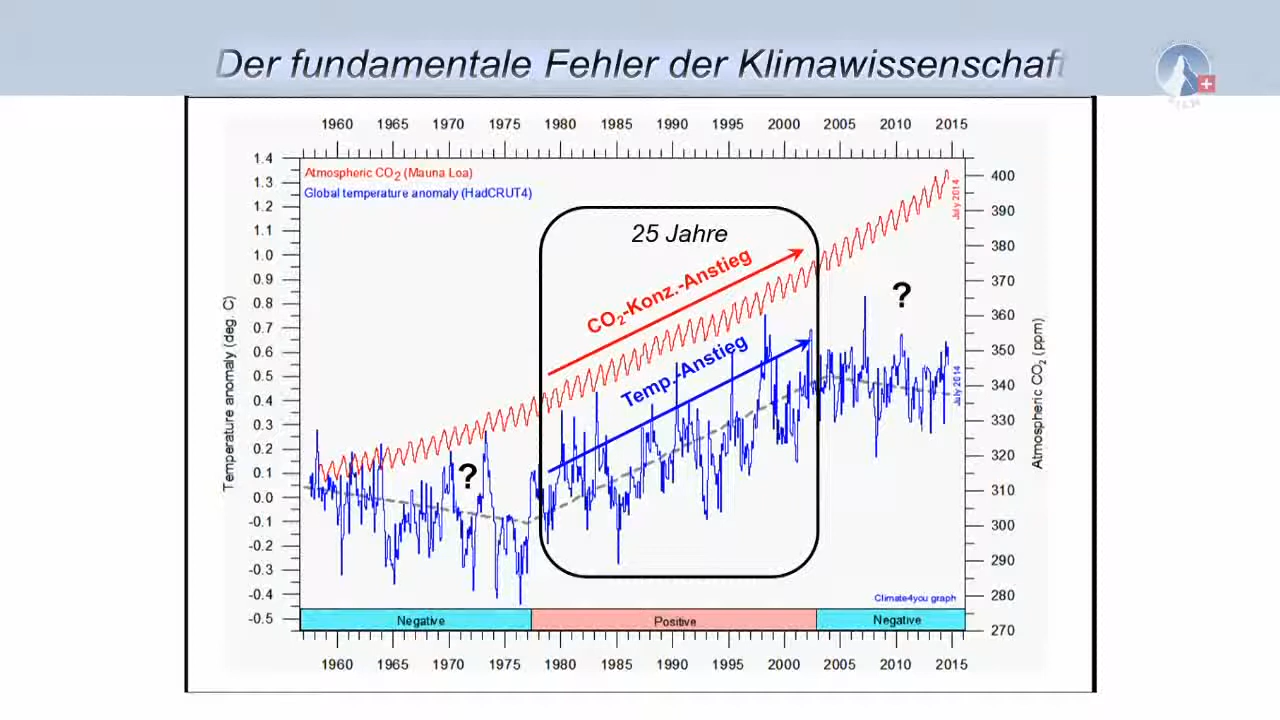 Der fundamentale Fehler der Klimawissenschaft
1960 1965 1970 1975 1980 1985 1990 1995 2000 2005 2010 2015
Atmospheric CO2 (Mauna Loa)
Global temperature anomaly (HadCRUT4)
25 Jahre
CO2-Konz.-Anstieg
Temp.-Anstieg
?
?
July 2014
July 2014
Temperature anomaly (deg. C)
1.4
1.3
1.2
1.1
1.0
0.9
0.8
0.7
0.6
0.5
0.4
0.3
0.2
0.1
0.0
-0.1
-0.2
-0.3
-0.4
-0.5
Atmospheric CO2 (ppm)
400
390
380
370
360
350
340
330
320
310
300
290
280
270
Climate4you graph
Negative Positive Negative
1960 1965 1970 1975 1980 1985 1990 1995 2000 2005 2010 2015